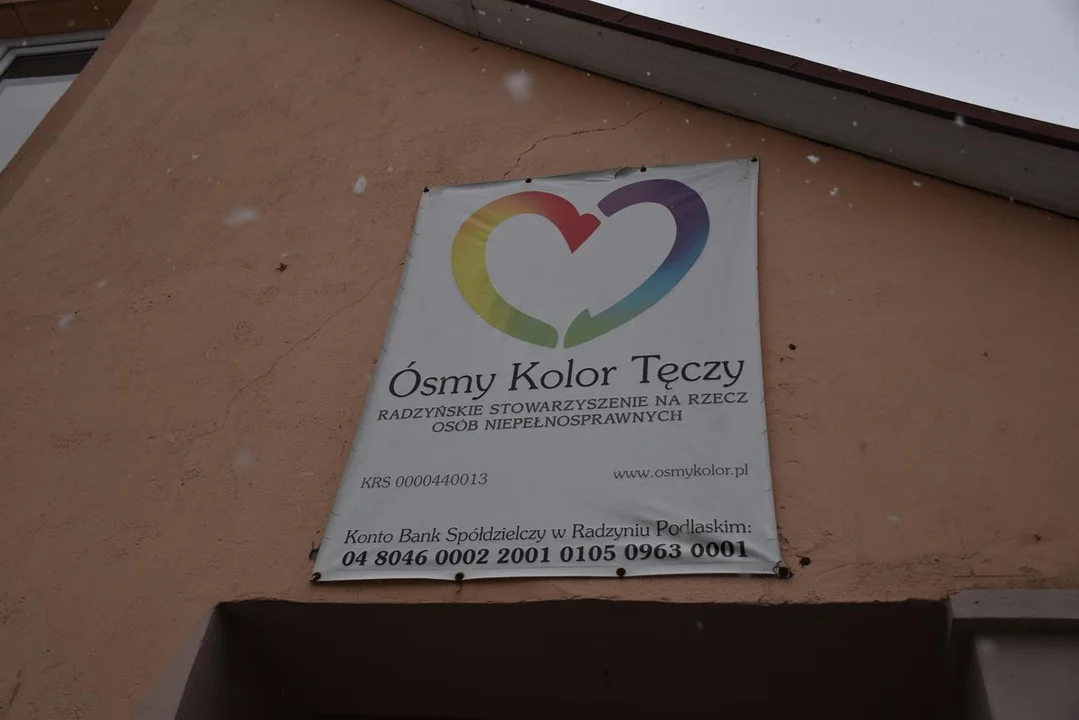 Ósmy Kolor Tęczy
RADZYŃSKIE STOWARZYSZENIE NA RZECZ
OSÓB NIEPEŁNOSPRAWNYCH
KRS 0000440013
www.osmykolor.pl
Konto Bank Spółdzielczy w Radzyniu Podlaskim:
04 8046 0002 2001 0105 0963 0001